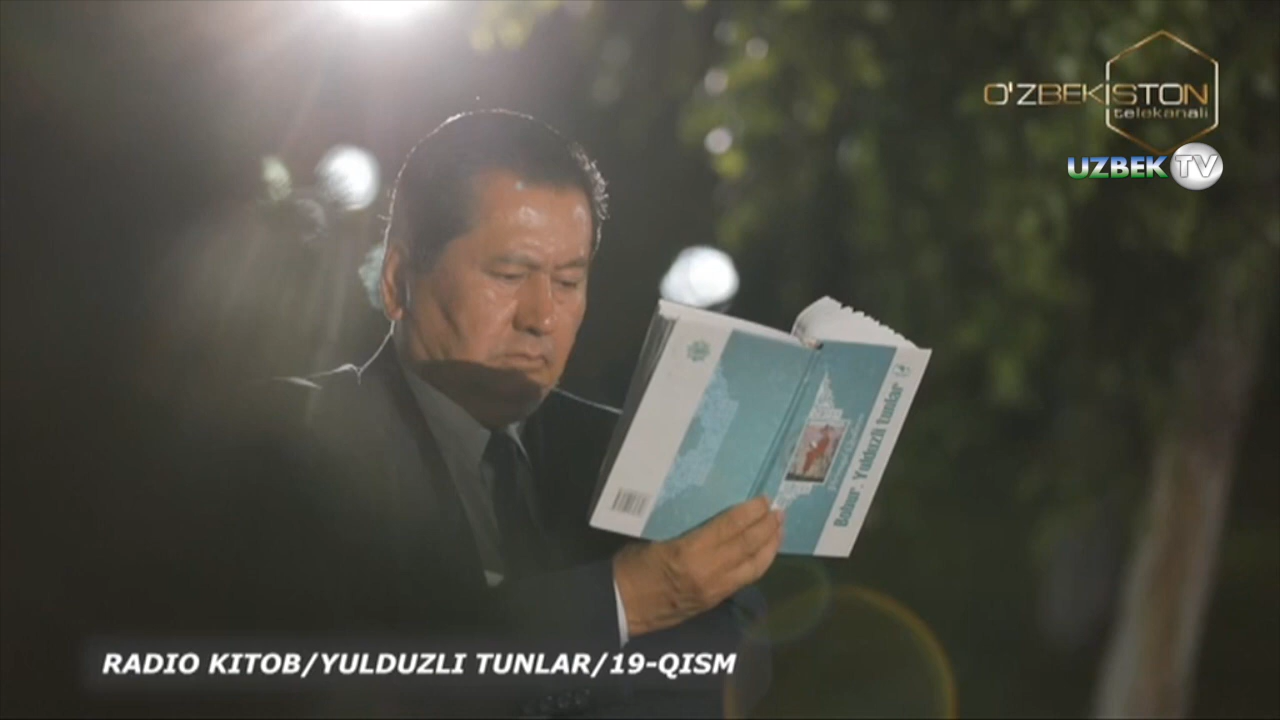 O'ZBEKISTON
telekanali
UZBEK TV
Bobur. Yulduzli tunlar
RADIO KITOB/YULDUZLI TUNLAR/19-QISM